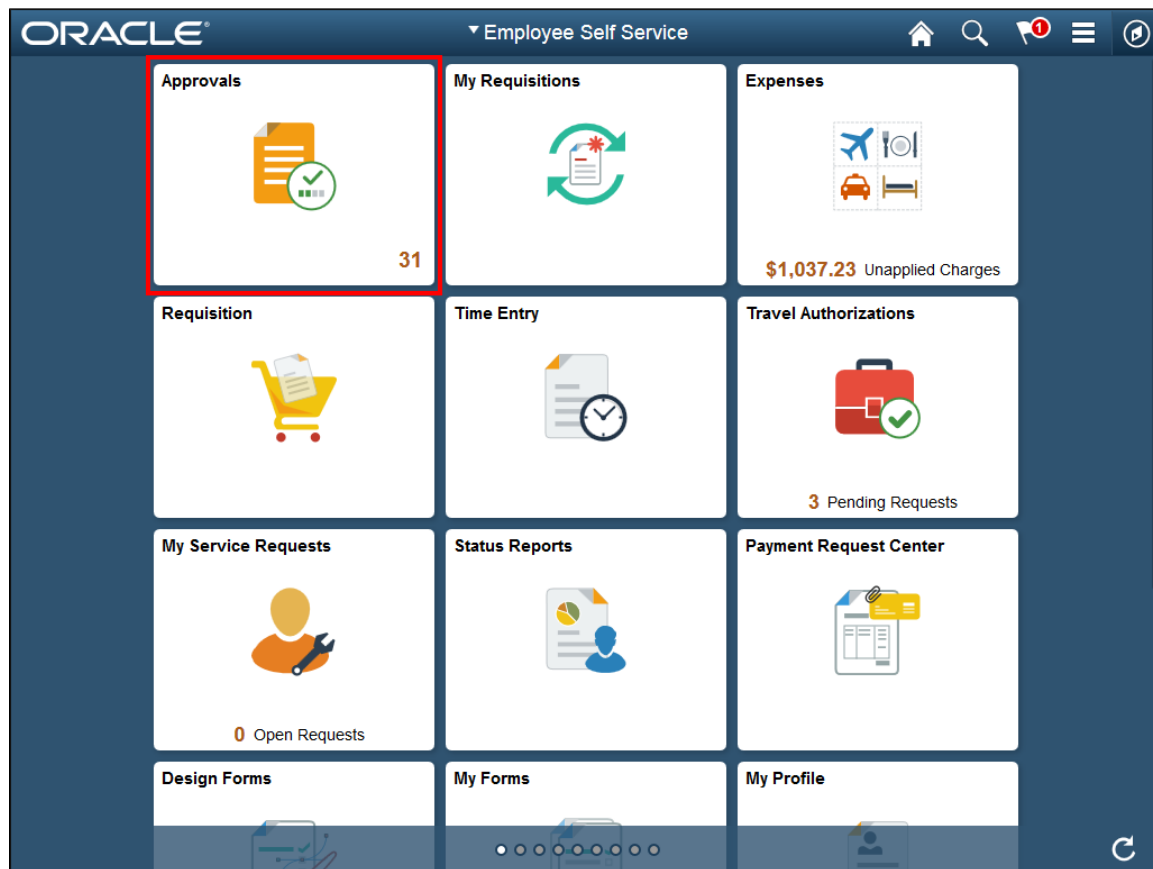 ORACLE
Employee Self Service
1
Approvals
31
My Requisitions
Expenses
$1,037.23 Unapplied Charges
Requisition
Time Entry
Travel Authorizations
3 Pending Requests
My Service Requests
0 Open Requests
Status Reports
Payment Request Center
Design Forms
My Forms
My Profile